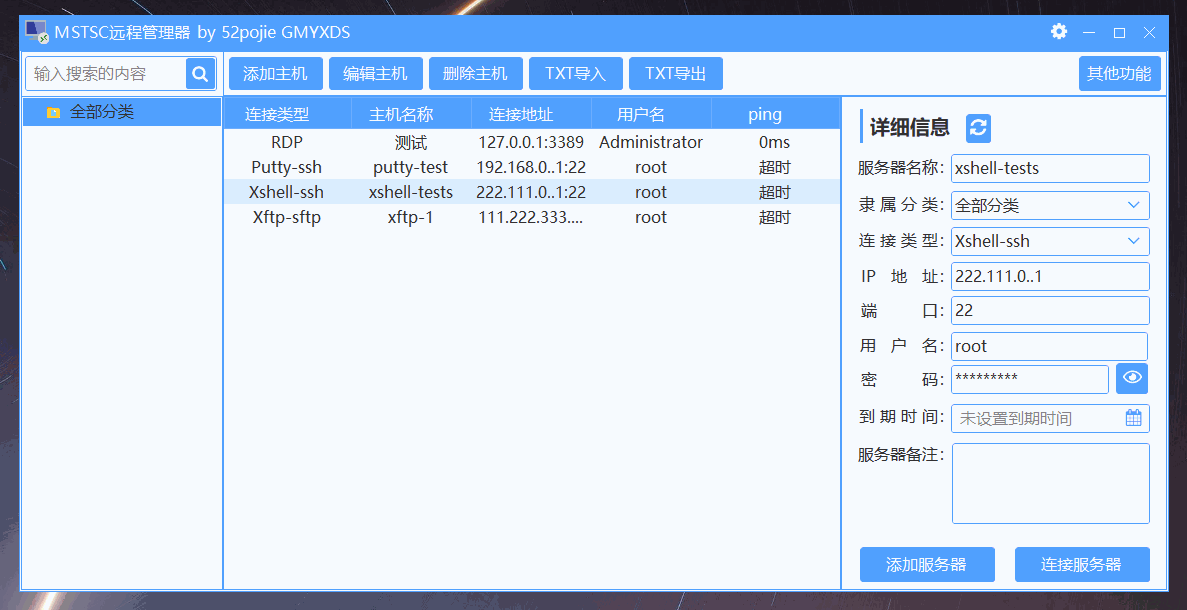 MSTSC远程管理器 by 52pojie GMYXDS
输入搜索的内容 添加主机 编辑主机 删除主机 TXT导入 TXT导出 其他功能
全部分类
连接类型 主机名称 连接地址 用户名 ping
RDP 测试 127.0.0.1:3389 Administrator 0ms
Putty-ssh putty-test 192.168.0..1:22 root 超时
Xshell-ssh xshell-tests 222.111.0..1:22 root 超时
Xftp-sftp xftp-1 111.222.333.... root 超时
详细信息
服务器名称: xshell-tests
隶属分类: 全部分类
连接类型: Xshell-ssh
IP 地 址: 222.111.0..1
端 口: 22
用 户 名: root
密 码: *********
到期时间: 未设置到期时间
服务器备注:
添加服务器 连接服务器